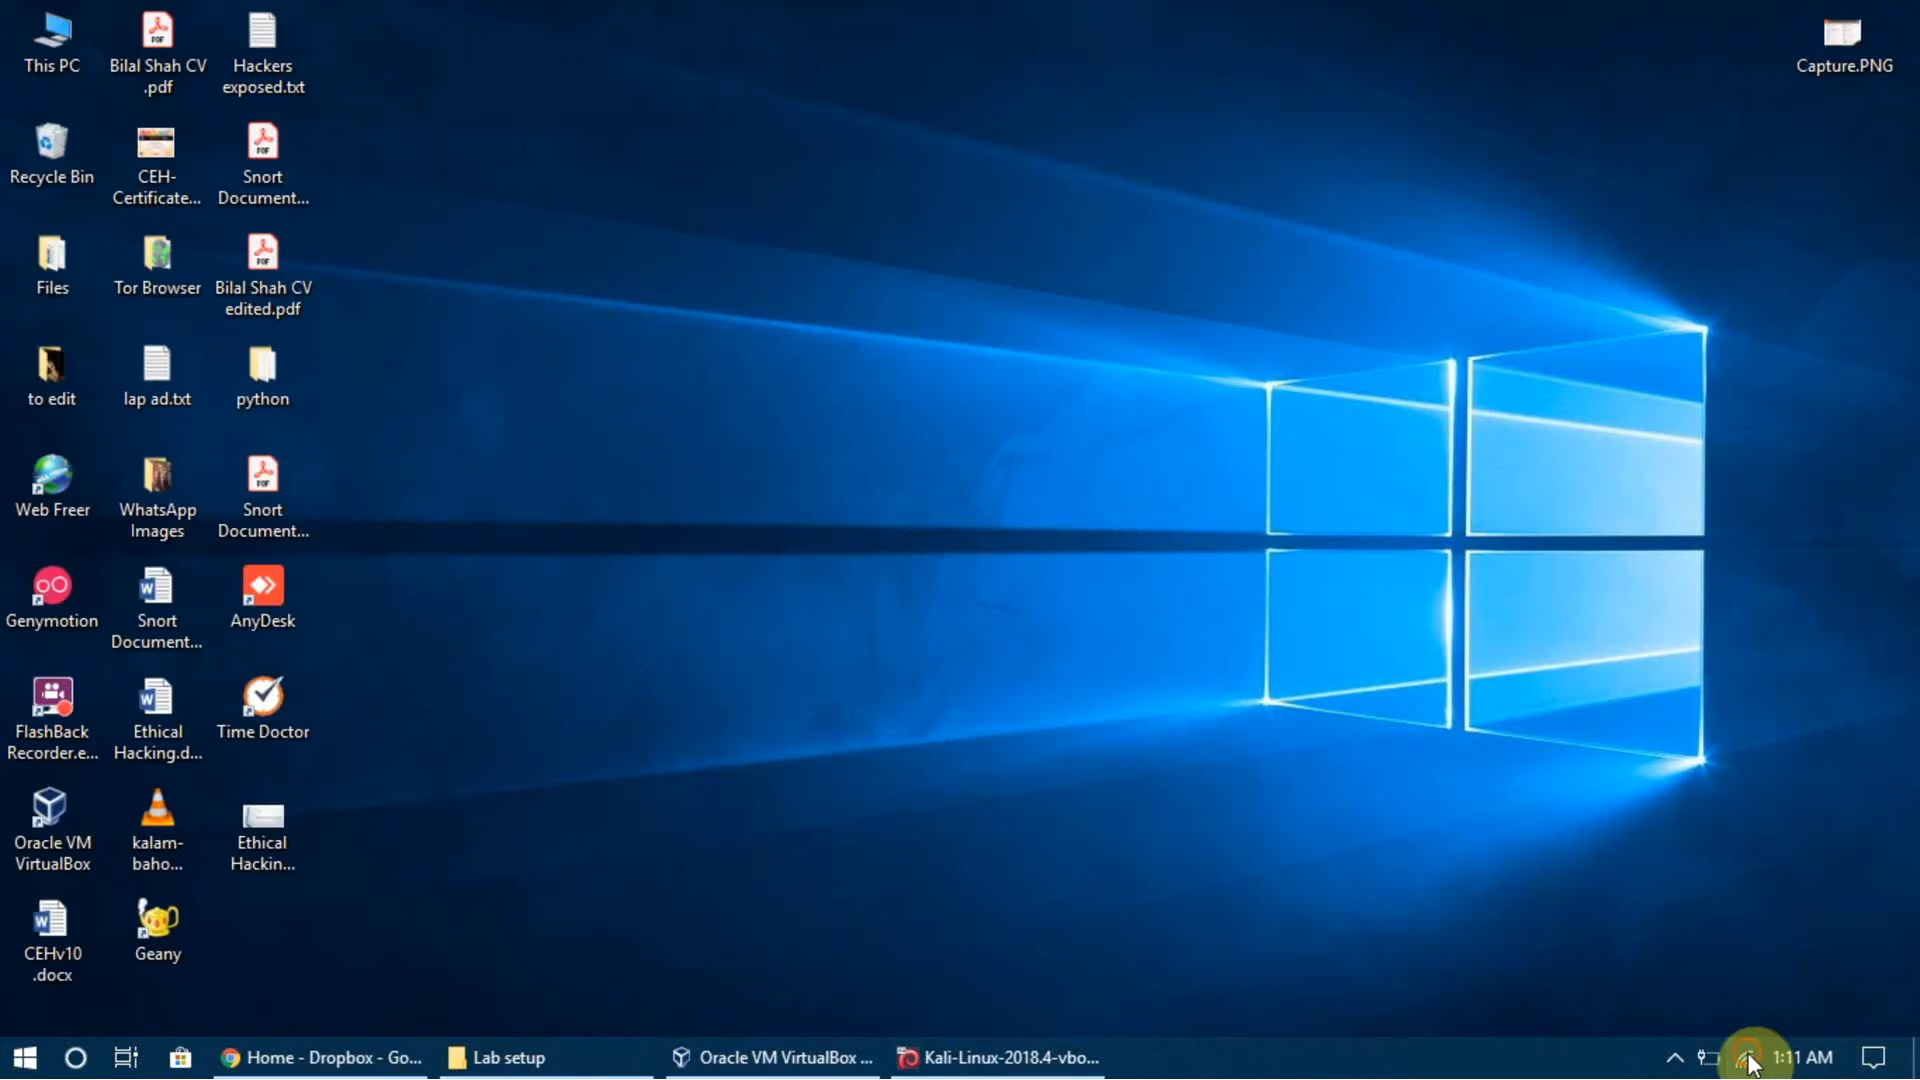 This PC
Bilal Shah CV
.pdf
Hackers
exposed.txt
Capture.PNG
Recycle Bin
CEH-
Certificate...
Snort
Document...
Files
Tor Browser
Bilal Shah CV
edited.pdf
to edit
lap ad.txt
python
Web Freer
WhatsApp
Images
Snort
Document...
Genymotion
Snort
Document...
AnyDesk
FlashBack
Recorder.e...
Ethical
Hacking.d...
Time Doctor
Oracle VM
VirtualBox
kalam-
baho...
Ethical
Hackin...
CEHv10
.docx
Geany
Home - Dropbox - Go...
Lab setup
Oracle VM VirtualBox ...
Kali-Linux-2018.4-vbo...
1:11 AM